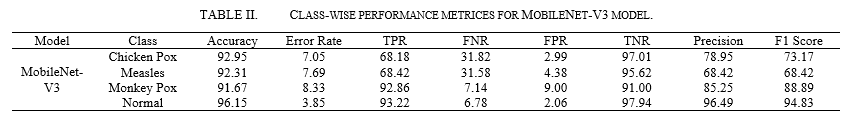 TABLE II. CLASS-WISE PERFORMANCE METRICES FOR MOBILENET-V3 MODEL.
Model Class Accuracy Error Rate TPR FNR FPR TNR Precision F1 Score
MobileNet-V3 Chicken Pox 92.95 7.05 68.18 31.82 2.99 97.01 78.95 73.17
Measles 92.31 7.69 68.42 31.58 4.38 95.62 68.42 68.42
Monkey Pox 91.67 8.33 92.86 7.14 9.00 91.00 85.25 88.89
Normal 96.15 3.85 93.22 6.78 2.06 97.94 96.49 94.83